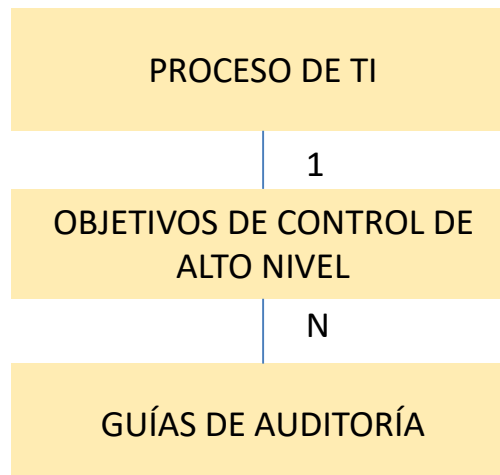 PROCESO DE TI
1
OBJETIVOS DE CONTROL DE
ALTO NIVEL
N
GUÍAS DE AUDITORÍA